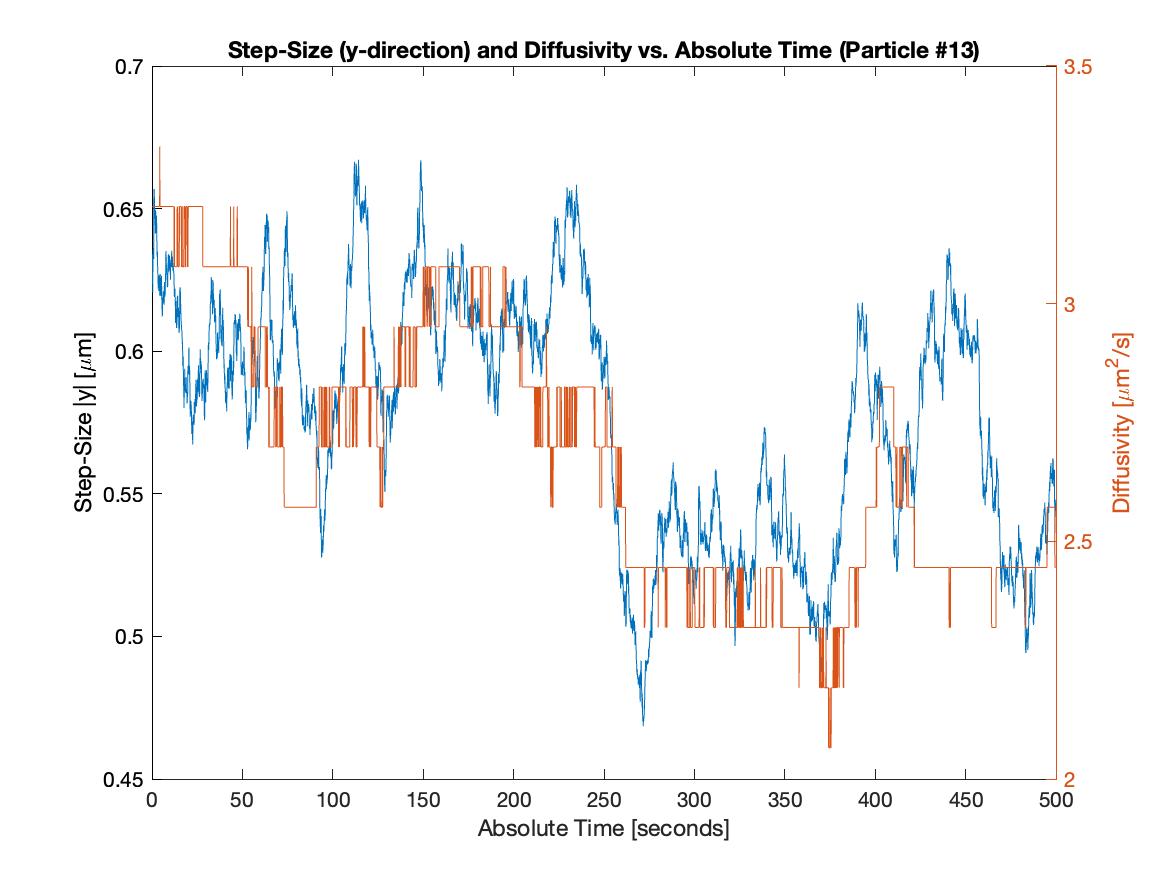 Step-Size (y-direction) and Diffusivity vs. Absolute Time (Particle #13)
0.7
0.65
0.6
0.55
0.5
0.45
Step-Size |y| [μm]
3.5
3
2.5
2
Diffusivity [μm²/s]
0 50 100 150 200 250 300 350 400 450 500
Absolute Time [seconds]